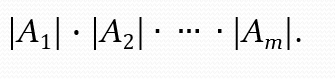 |A₁| · |A₂| · ⋯ · |Aₘ|.